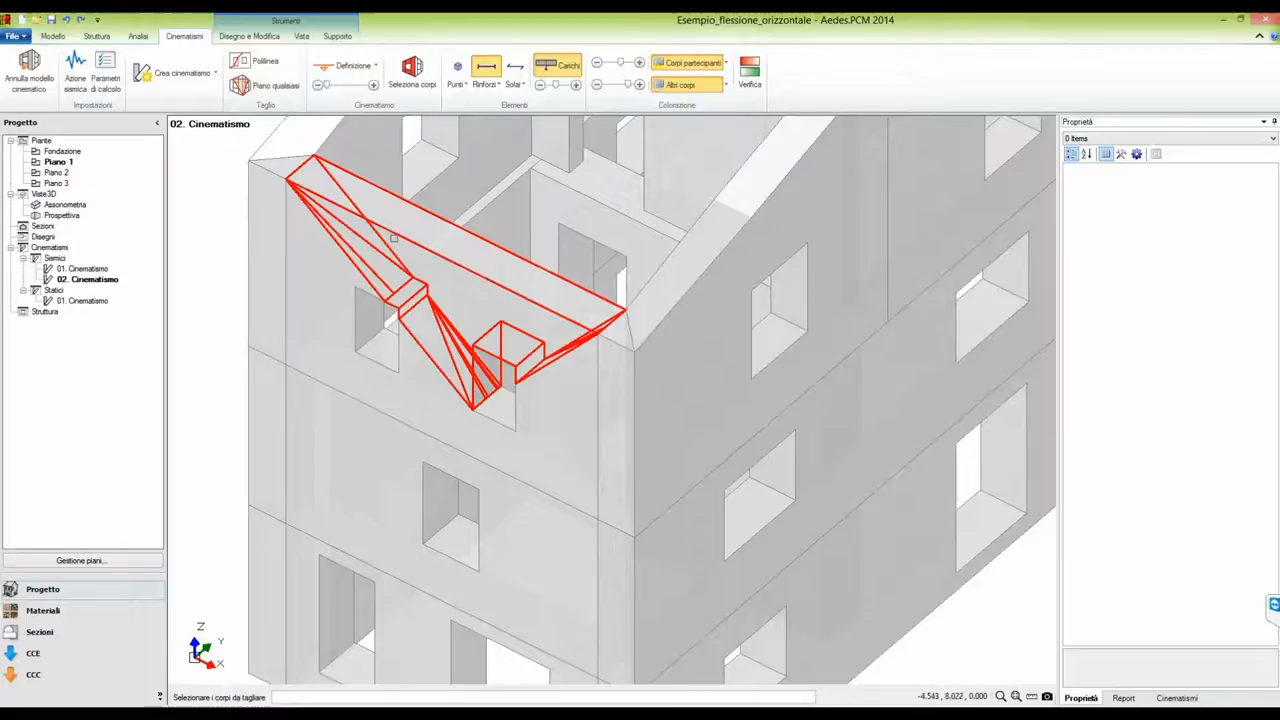 Strumenti
Esempio_flessione_orizzontale - Aedes.PCM 2014
File
Modello
Struttura
Analisi
Cinematismi
Disegno e Modifica
Vista
Supporto
Annulla modello cinematico
Azione sismica
Parametri di calcolo
Impostazioni
Crea cinematismo
Polilinea
Piano qualsiasi
Taglio
Definizione
Seleziona corpi
Cinematismo
Punti
Rinforzi
Solai
Carichi
Elementi
Corpi partecipanti
Altri corpi
Colorazione
Verifica
Progetto
Piante
Fondazione
Piano 1
Piano 2
Piano 3
Viste3D
Assonometria
Prospettiva
Sezioni
Disegni
Cinematismi
Sismici
01. Cinematismo
02. Cinematismo
Statici
01. Cinematismo
Struttura
Gestione piani...
Progetto
Materiali
Sezioni
CCE
CCC
02. Cinematismo
Z
Y
X
Selezionare i corpi da tagliare
-4.543 , 8.022 , 0.000
Proprietà
0 Items
Proprietà
Report
Cinematismi